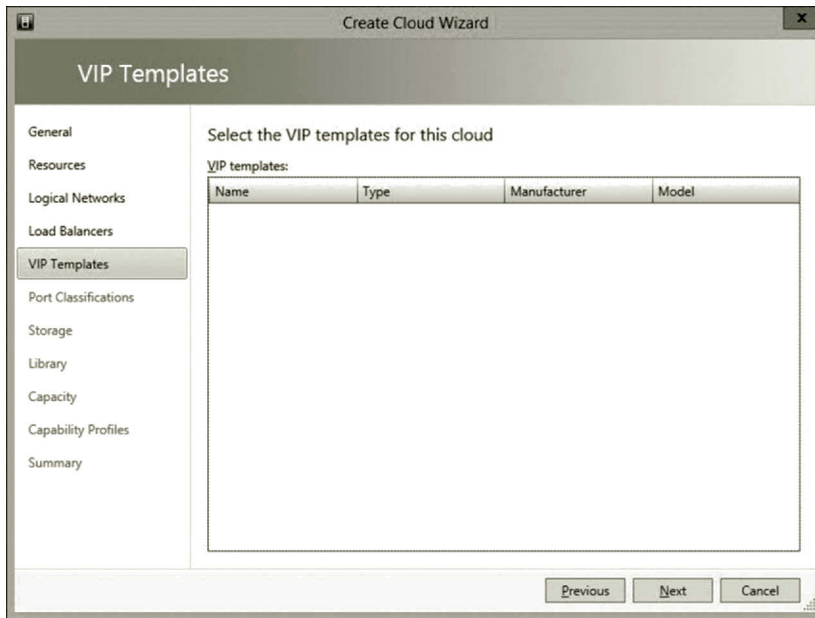 Create Cloud Wizard
x
VIP Templates
General
Resources
Logical Networks
Load Balancers
VIP Templates
Port Classifications
Storage
Library
Capacity
Capability Profiles
Summary
Select the VIP templates for this cloud
VIP templates:
Name Type Manufacturer Model
Previous Next Cancel